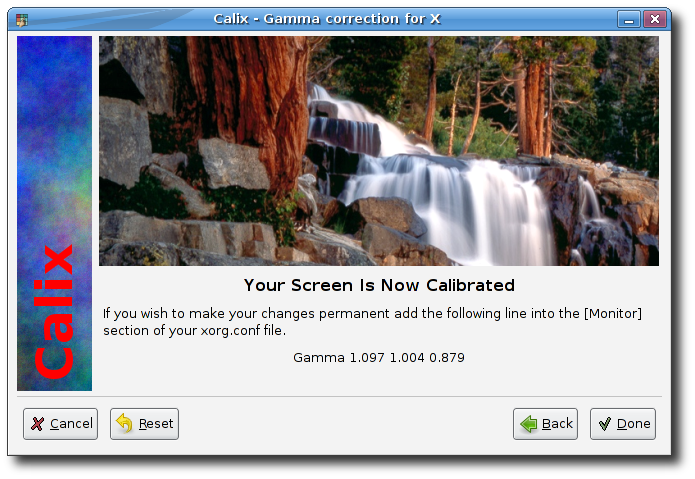 Calix - Gamma correction for X
Calix
Your Screen Is Now Calibrated
If you wish to make your changes permanent add the following line into the [Monitor]
section of your xorg.conf file.
Gamma 1.097 1.004 0.879
Cancel
Reset
Back
Done